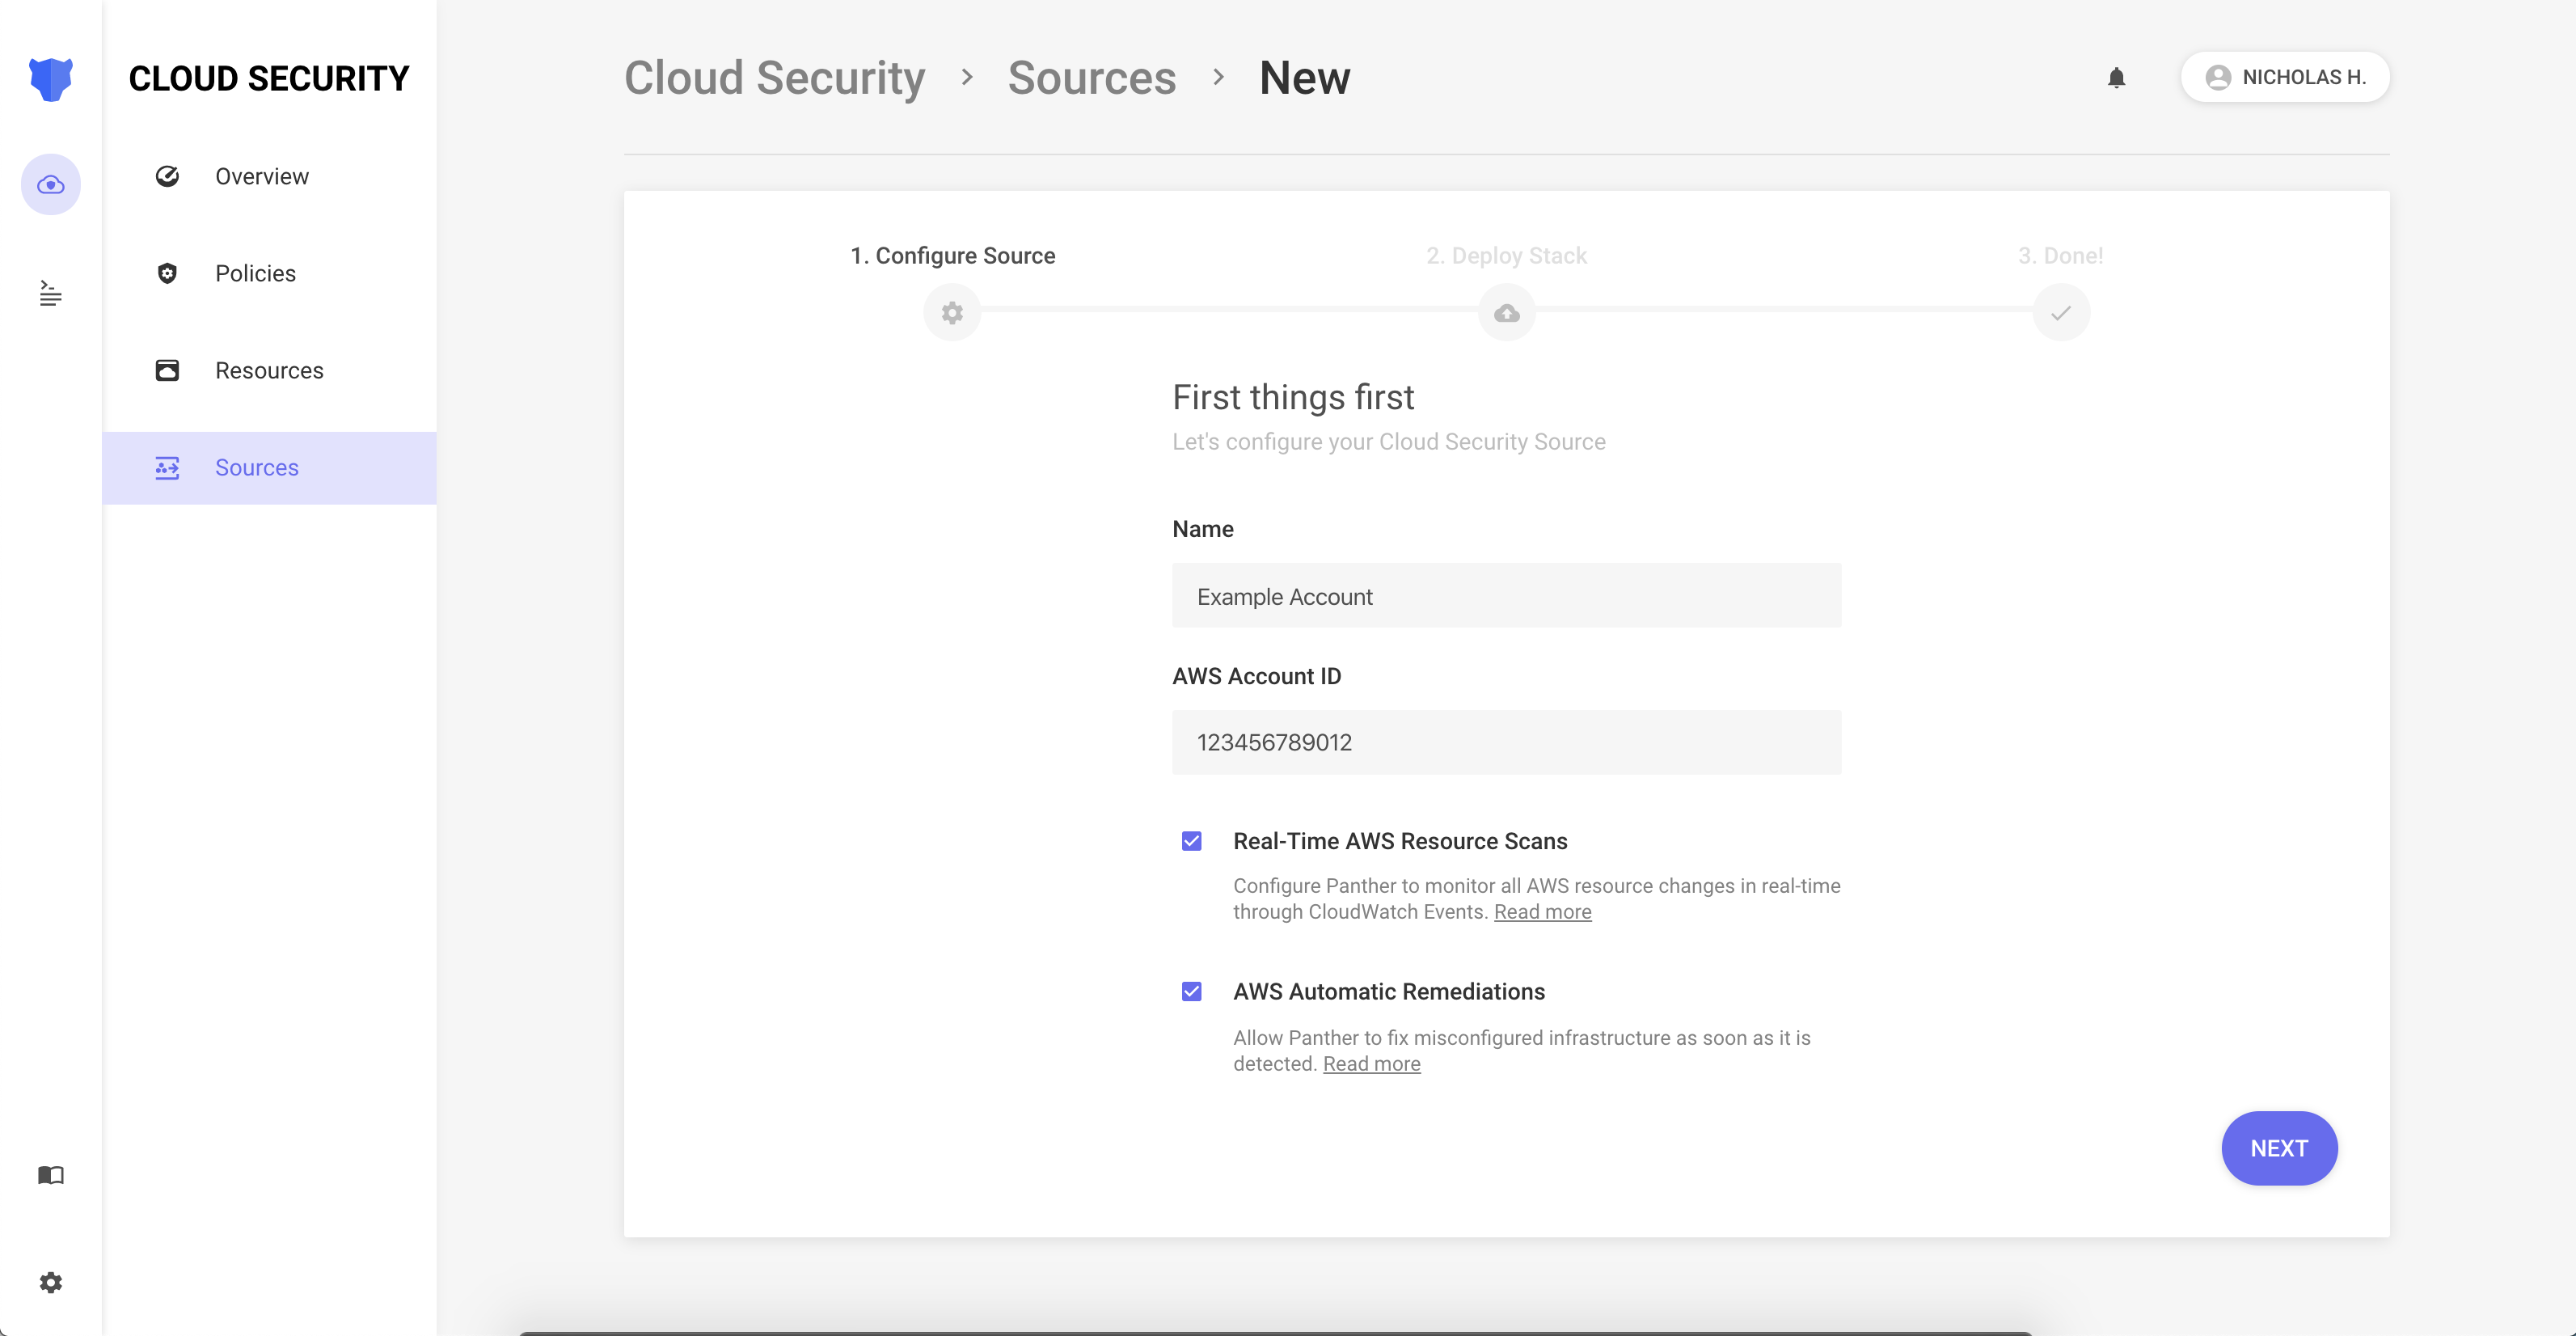 CLOUD SECURITY
Overview
Policies
Resources
Sources
Cloud Security > Sources > New
NICHOLAS H.
1. Configure Source
2. Deploy Stack
3. Done!
First things first
Let's configure your Cloud Security Source
Name
Example Account
AWS Account ID
123456789012
Real-Time AWS Resource Scans
Configure Panther to monitor all AWS resource changes in real-time
through CloudWatch Events. Read more
AWS Automatic Remediations
Allow Panther to fix misconfigured infrastructure as soon as it is
detected. Read more
NEXT